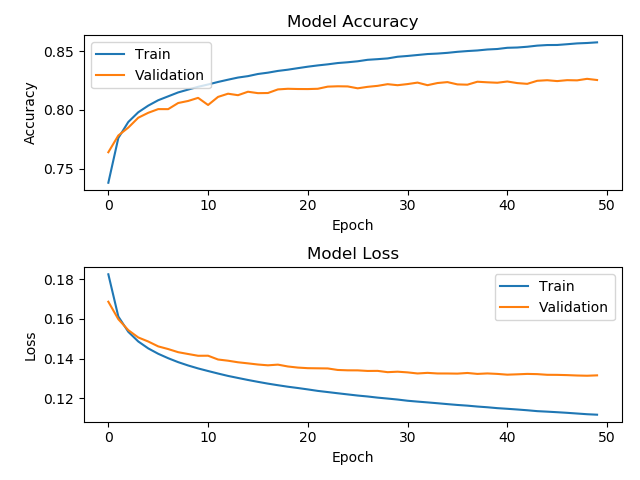 Model Accuracy
0.85
0.80
0.75
Accuracy
Train
Validation
0 10 20 30 40 50
Epoch
Model Loss
0.18
0.16
0.14
0.12
Loss
Train
Validation
0 10 20 30 40 50
Epoch